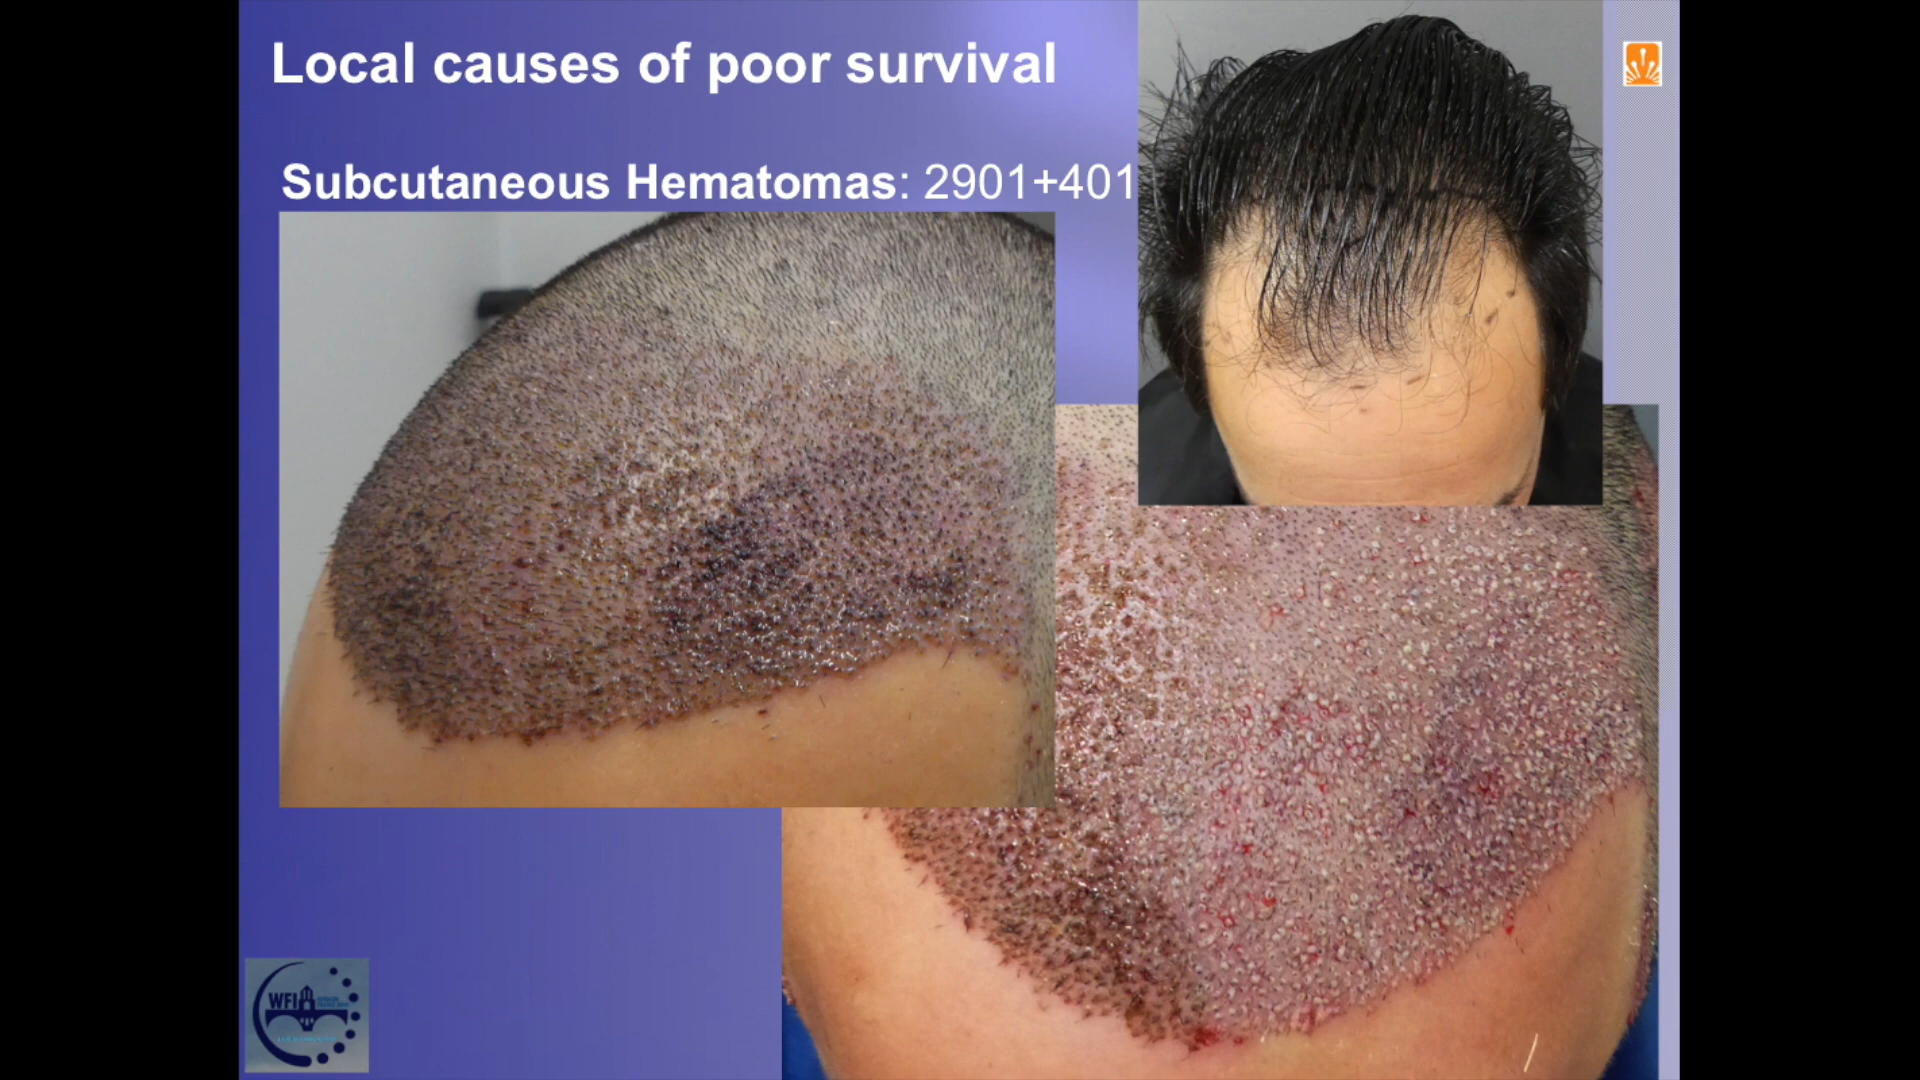 Local causes of poor survival
Subcutaneous Hematomas: 2901+401
WFI